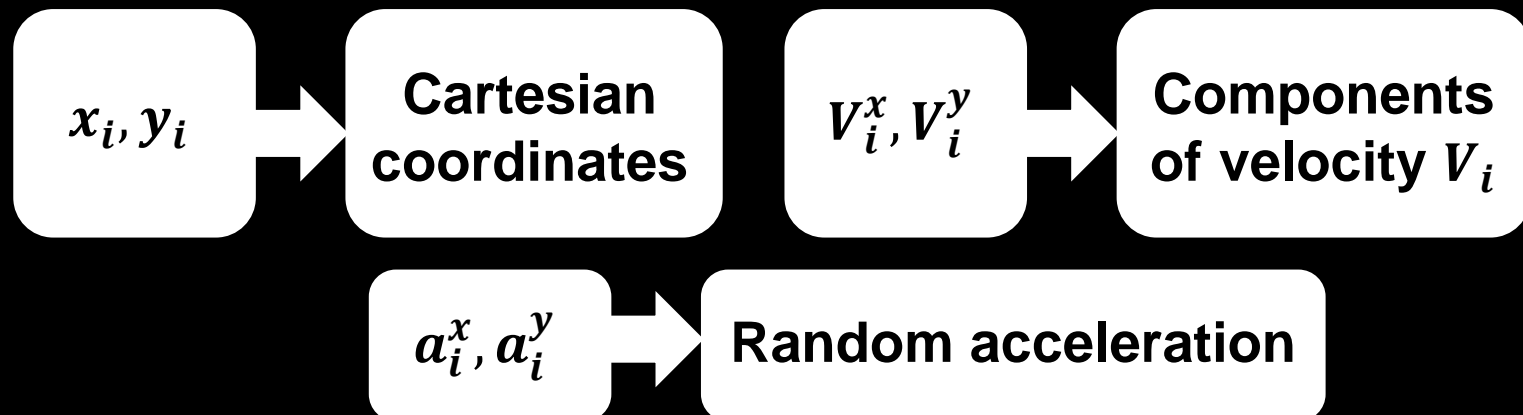 x_i, y_i
Cartesian
coordinates
V_i^x, V_i^y
Components
of velocity V_i
a_i^x, a_i^y
Random acceleration